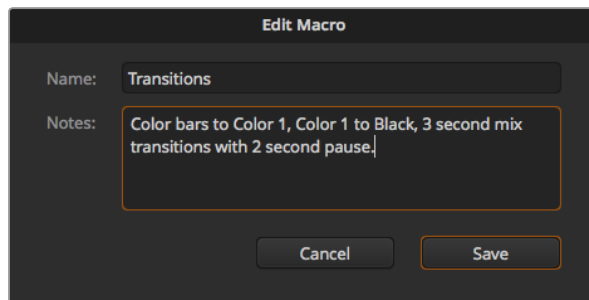 Edit Macro
Name: Transitions
Notes: Color bars to Color 1, Color 1 to Black, 3 second mix
transitions with 2 second pause.
Cancel Save